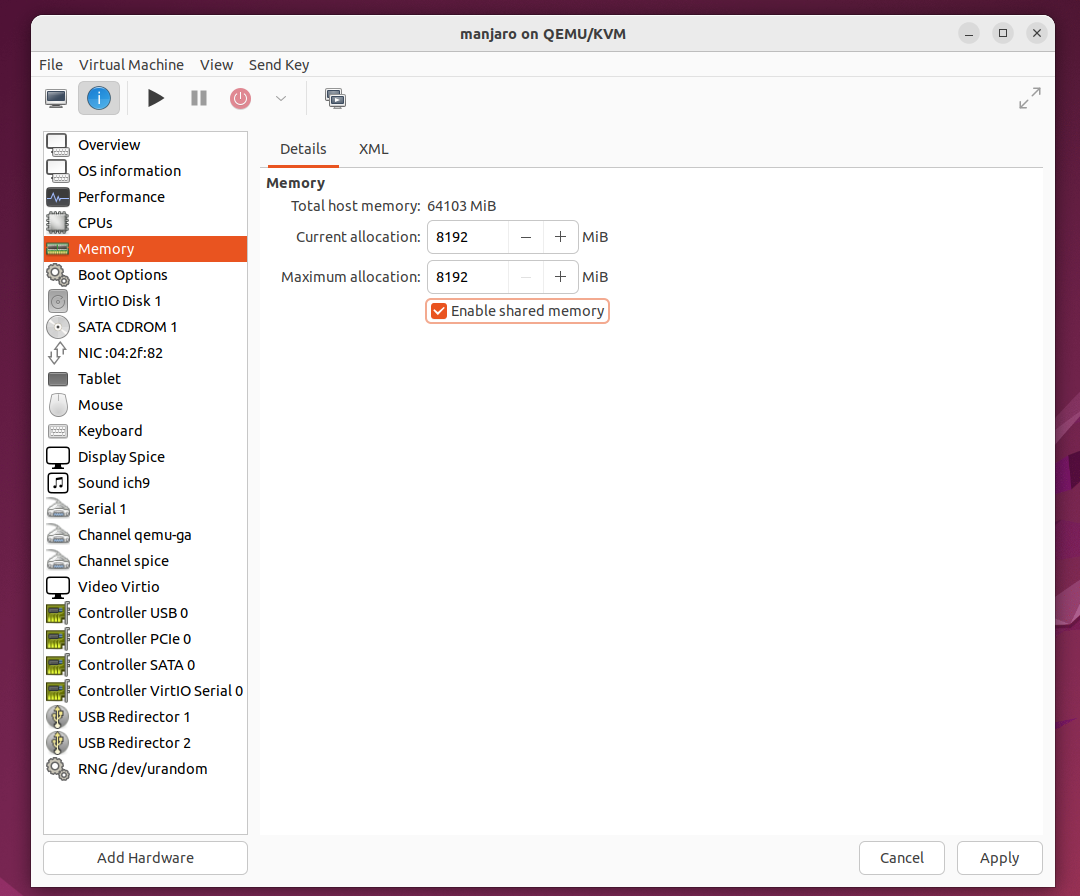 manjaro on QEMU/KVM
File Virtual Machine View Send Key
Overview
OS information
Performance
CPUs
Memory
Boot Options
VirtIO Disk 1
SATA CDROM 1
NIC :04:2f:82
Tablet
Mouse
Keyboard
Display Spice
Sound ich9
Serial 1
Channel qemu-ga
Channel spice
Video Virtio
Controller USB 0
Controller PCIe 0
Controller SATA 0
Controller VirtIO Serial 0
USB Redirector 1
USB Redirector 2
RNG /dev/urandom
Add Hardware
Details XML
Memory
Total host memory: 64103 MiB
Current allocation: 8192 − + MiB
Maximum allocation: 8192 − + MiB
Enable shared memory
Cancel Apply